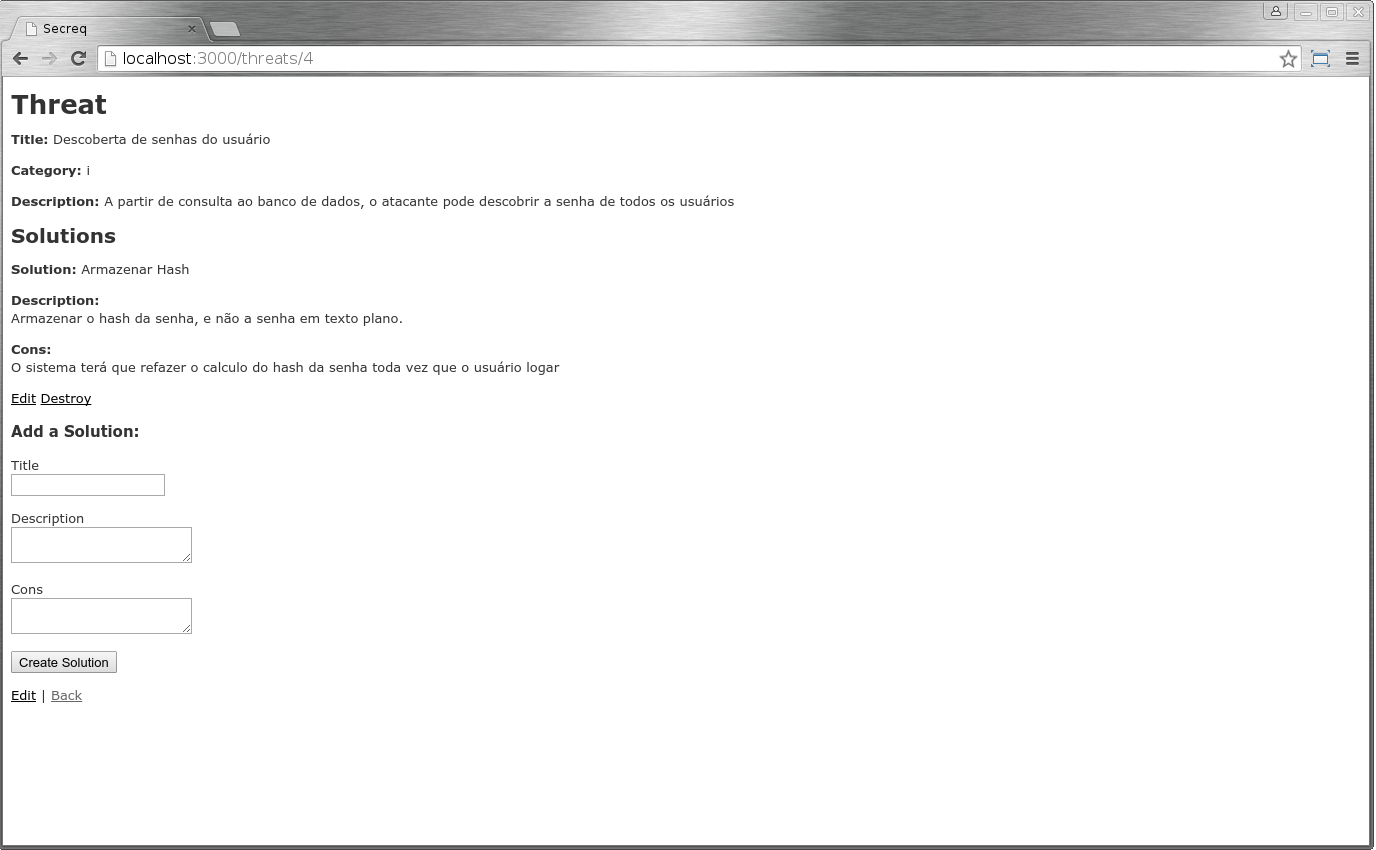 Secreq
localhost:3000/threats/4
Threat
Title: Descoberta de senhas do usuário
Category: i
Description: A partir de consulta ao banco de dados, o atacante pode descobrir a senha de todos os usuários
Solutions
Solution: Armazenar Hash
Description:
Armazenar o hash da senha, e não a senha em texto plano.
Cons:
O sistema terá que refazer o calculo do hash da senha toda vez que o usuário logar
Edit Destroy
Add a Solution:
Title
Description
Cons
Create Solution
Edit | Back